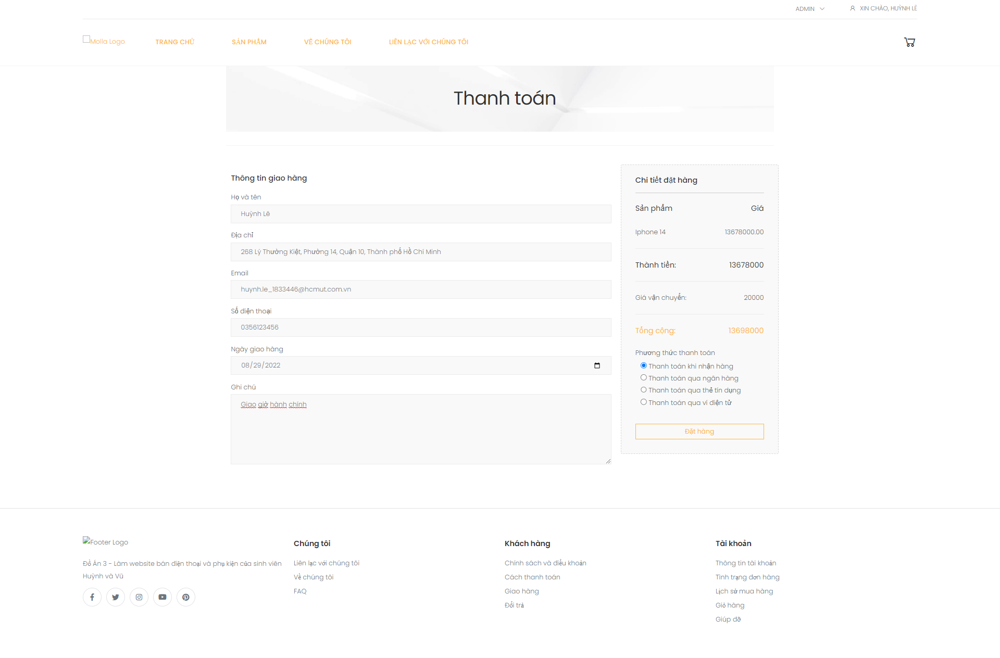 ADMIN
XIN CHÀO, HUỲNH LÊ
Molla Logo
TRANG CHỦ
SẢN PHẨM
VỀ CHÚNG TÔI
LIÊN LẠC VỚI CHÚNG TÔI
Thanh toán
Thông tin giao hàng
Họ và tên
Huỳnh Lê
Địa chỉ
268 Lý Thường Kiệt, Phường 14, Quận 10, Thành phố Hồ Chí Minh
Email
huynh.le_1833446@hcmut.com.vn
Số điện thoại
0356123456
Ngày giao hàng
08/29/2022
Ghi chú
Giao giờ hành chính
Chi tiết đặt hàng
Sản phẩm Giá
Iphone 14 13678000.00
Thành tiền: 13678000
Giá vận chuyển: 20000
Tổng cộng: 13698000
Phương thức thanh toán
Thanh toán khi nhận hàng
Thanh toán qua ngân hàng
Thanh toán qua thẻ tín dụng
Thanh toán qua ví điện tử
Đặt hàng
Footer Logo
Đồ Án 3 - Làm website bán điện thoại và phụ kiện của sinh viên
Huỳnh và Vũ
Chúng tôi
Liên lạc với chúng tôi
Về chúng tôi
FAQ
Khách hàng
Chính sách và điều khoản
Cách thanh toán
Giao hàng
Đổi trả
Tài khoản
Thông tin tài khoản
Tình trạng đơn hàng
Lịch sử mua hàng
Giỏ hàng
Giúp đỡ